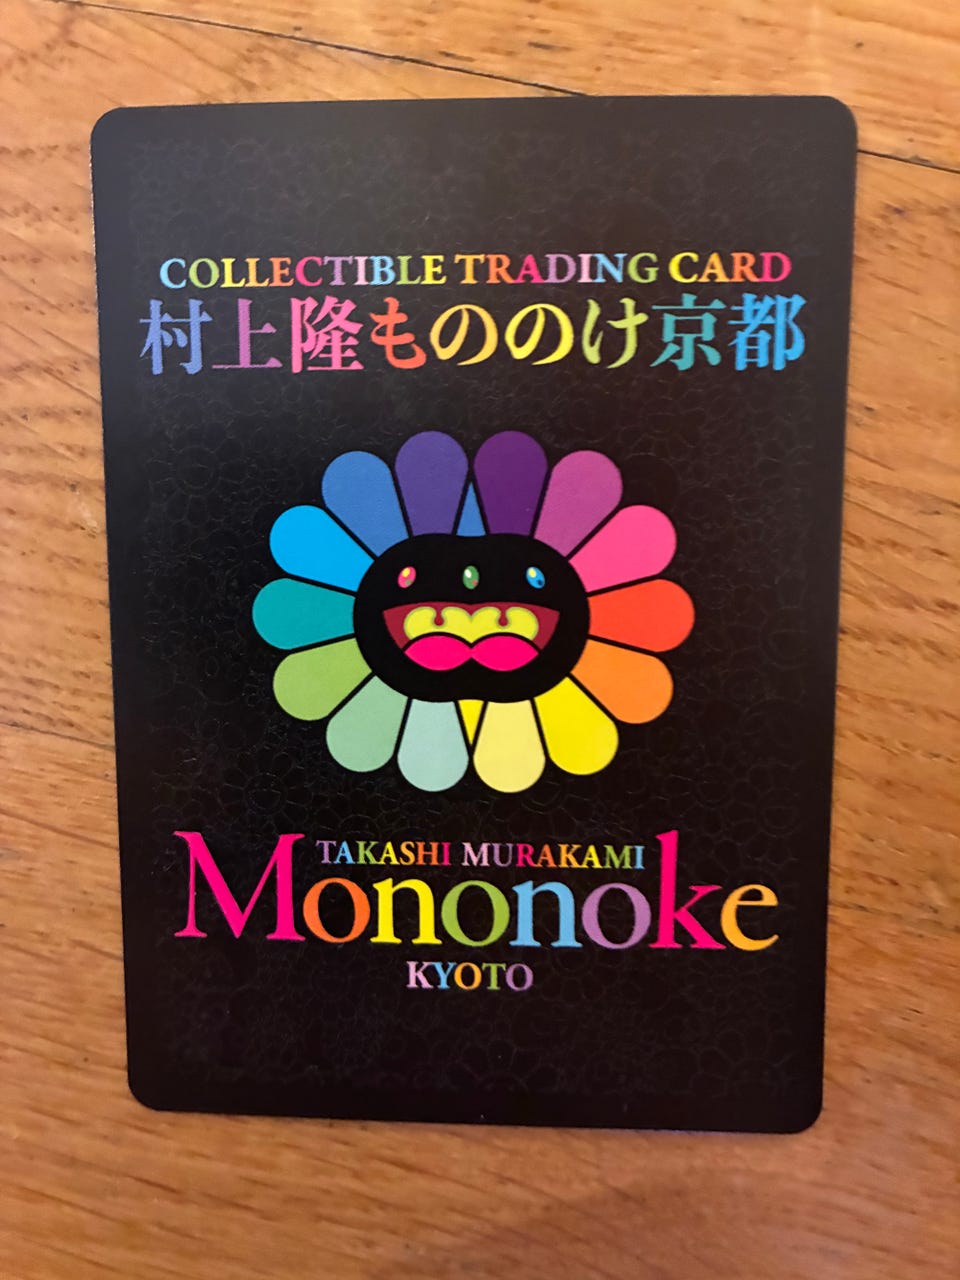 COLLECTIBLE TRADING CARD
村上隆もののけ京都
TAKASHI MURAKAMI
Mononoke
KYOTO